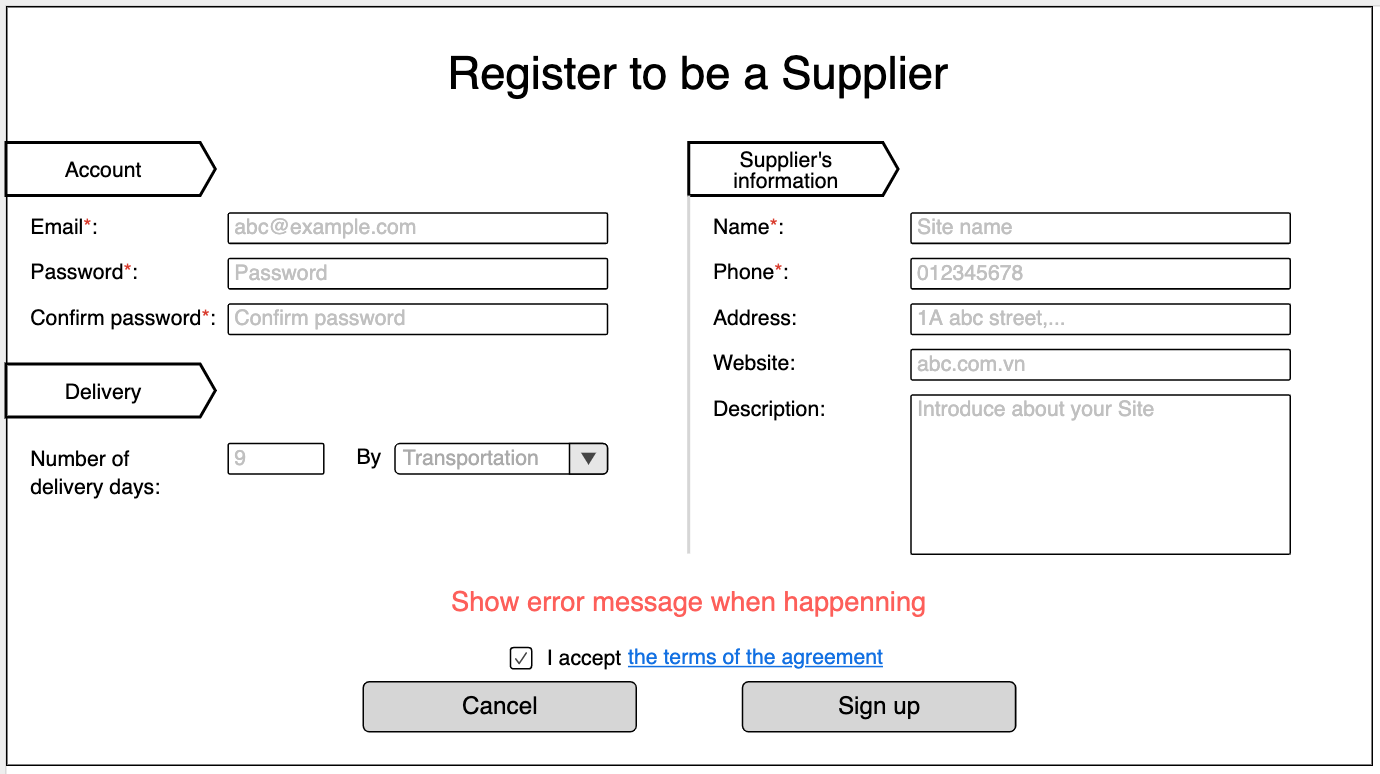 Register to be a Supplier
Account
Email*:
abc@example.com
Password*:
Password
Confirm password*:
Confirm password
Delivery
Number of
delivery days:
9
By
Transportation
Supplier's
information
Name*:
Site name
Phone*:
012345678
Address:
1A abc street,...
Website:
abc.com.vn
Description:
Introduce about your Site
Show error message when happenning
I accept the terms of the agreement
Cancel
Sign up